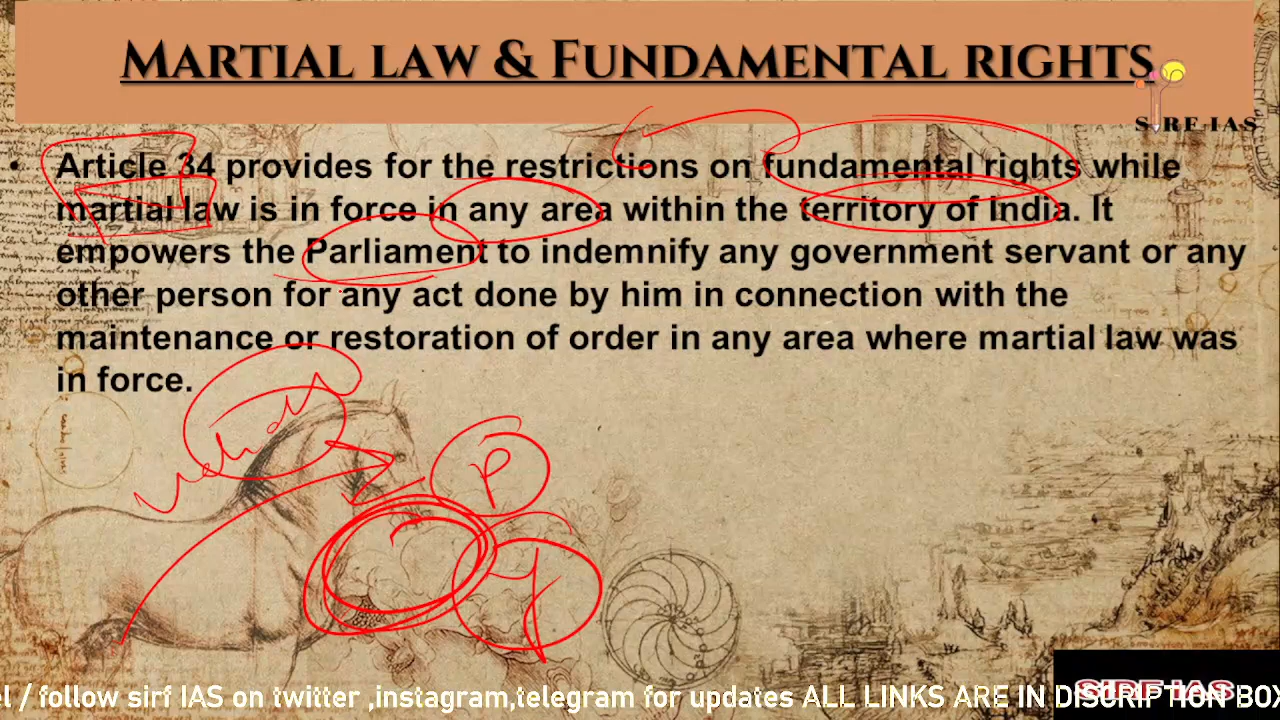 MARTIAL LAW & FUNDAMENTAL RIGHTS
SIRF IAS
• Article 34 provides for the restrictions on fundamental rights while
martial law is in force in any area within the territory of India. It
empowers the Parliament to indemnify any government servant or any
other person for any act done by him in connection with the
maintenance or restoration of order in any area where martial law was
in force.
P
SIRF IAS
el / follow sirf IAS on twitter ,instagram,telegram for updates ALL LINKS ARE IN DISCRIPTION BOX